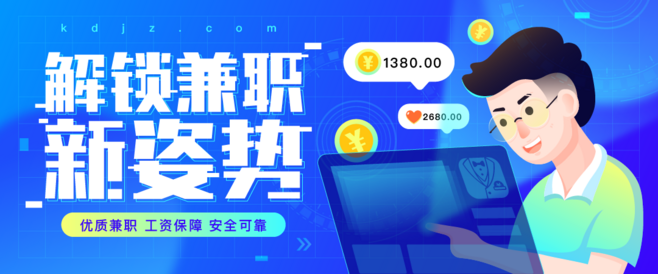 kdjz.com
解锁兼职
新姿势
优质兼职 工资保障 安全可靠
¥ 1380.00
2680.00
¥
¥